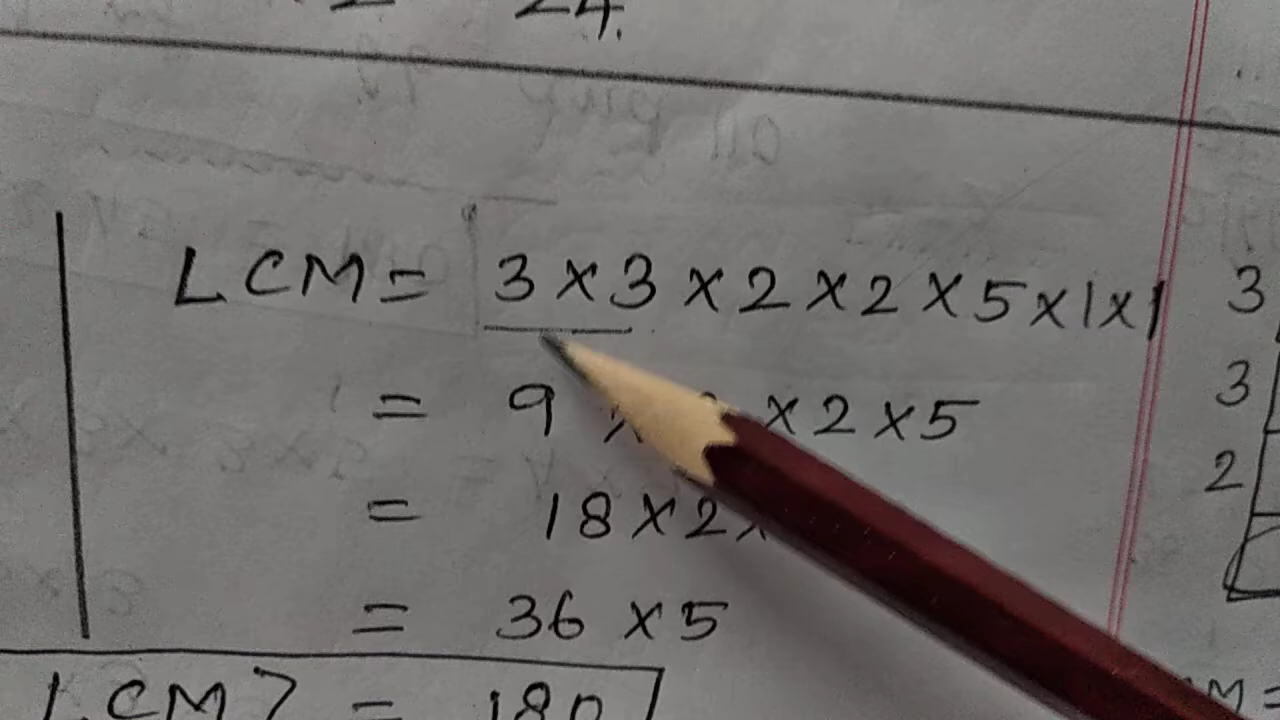 24.
LCM = 3 × 3 × 2 × 2 × 5 × 1 × 1
= 9 × × 2 × 5
= 18 × 2 ×
= 36 × 5
LCM = 180
3
3
2
M =